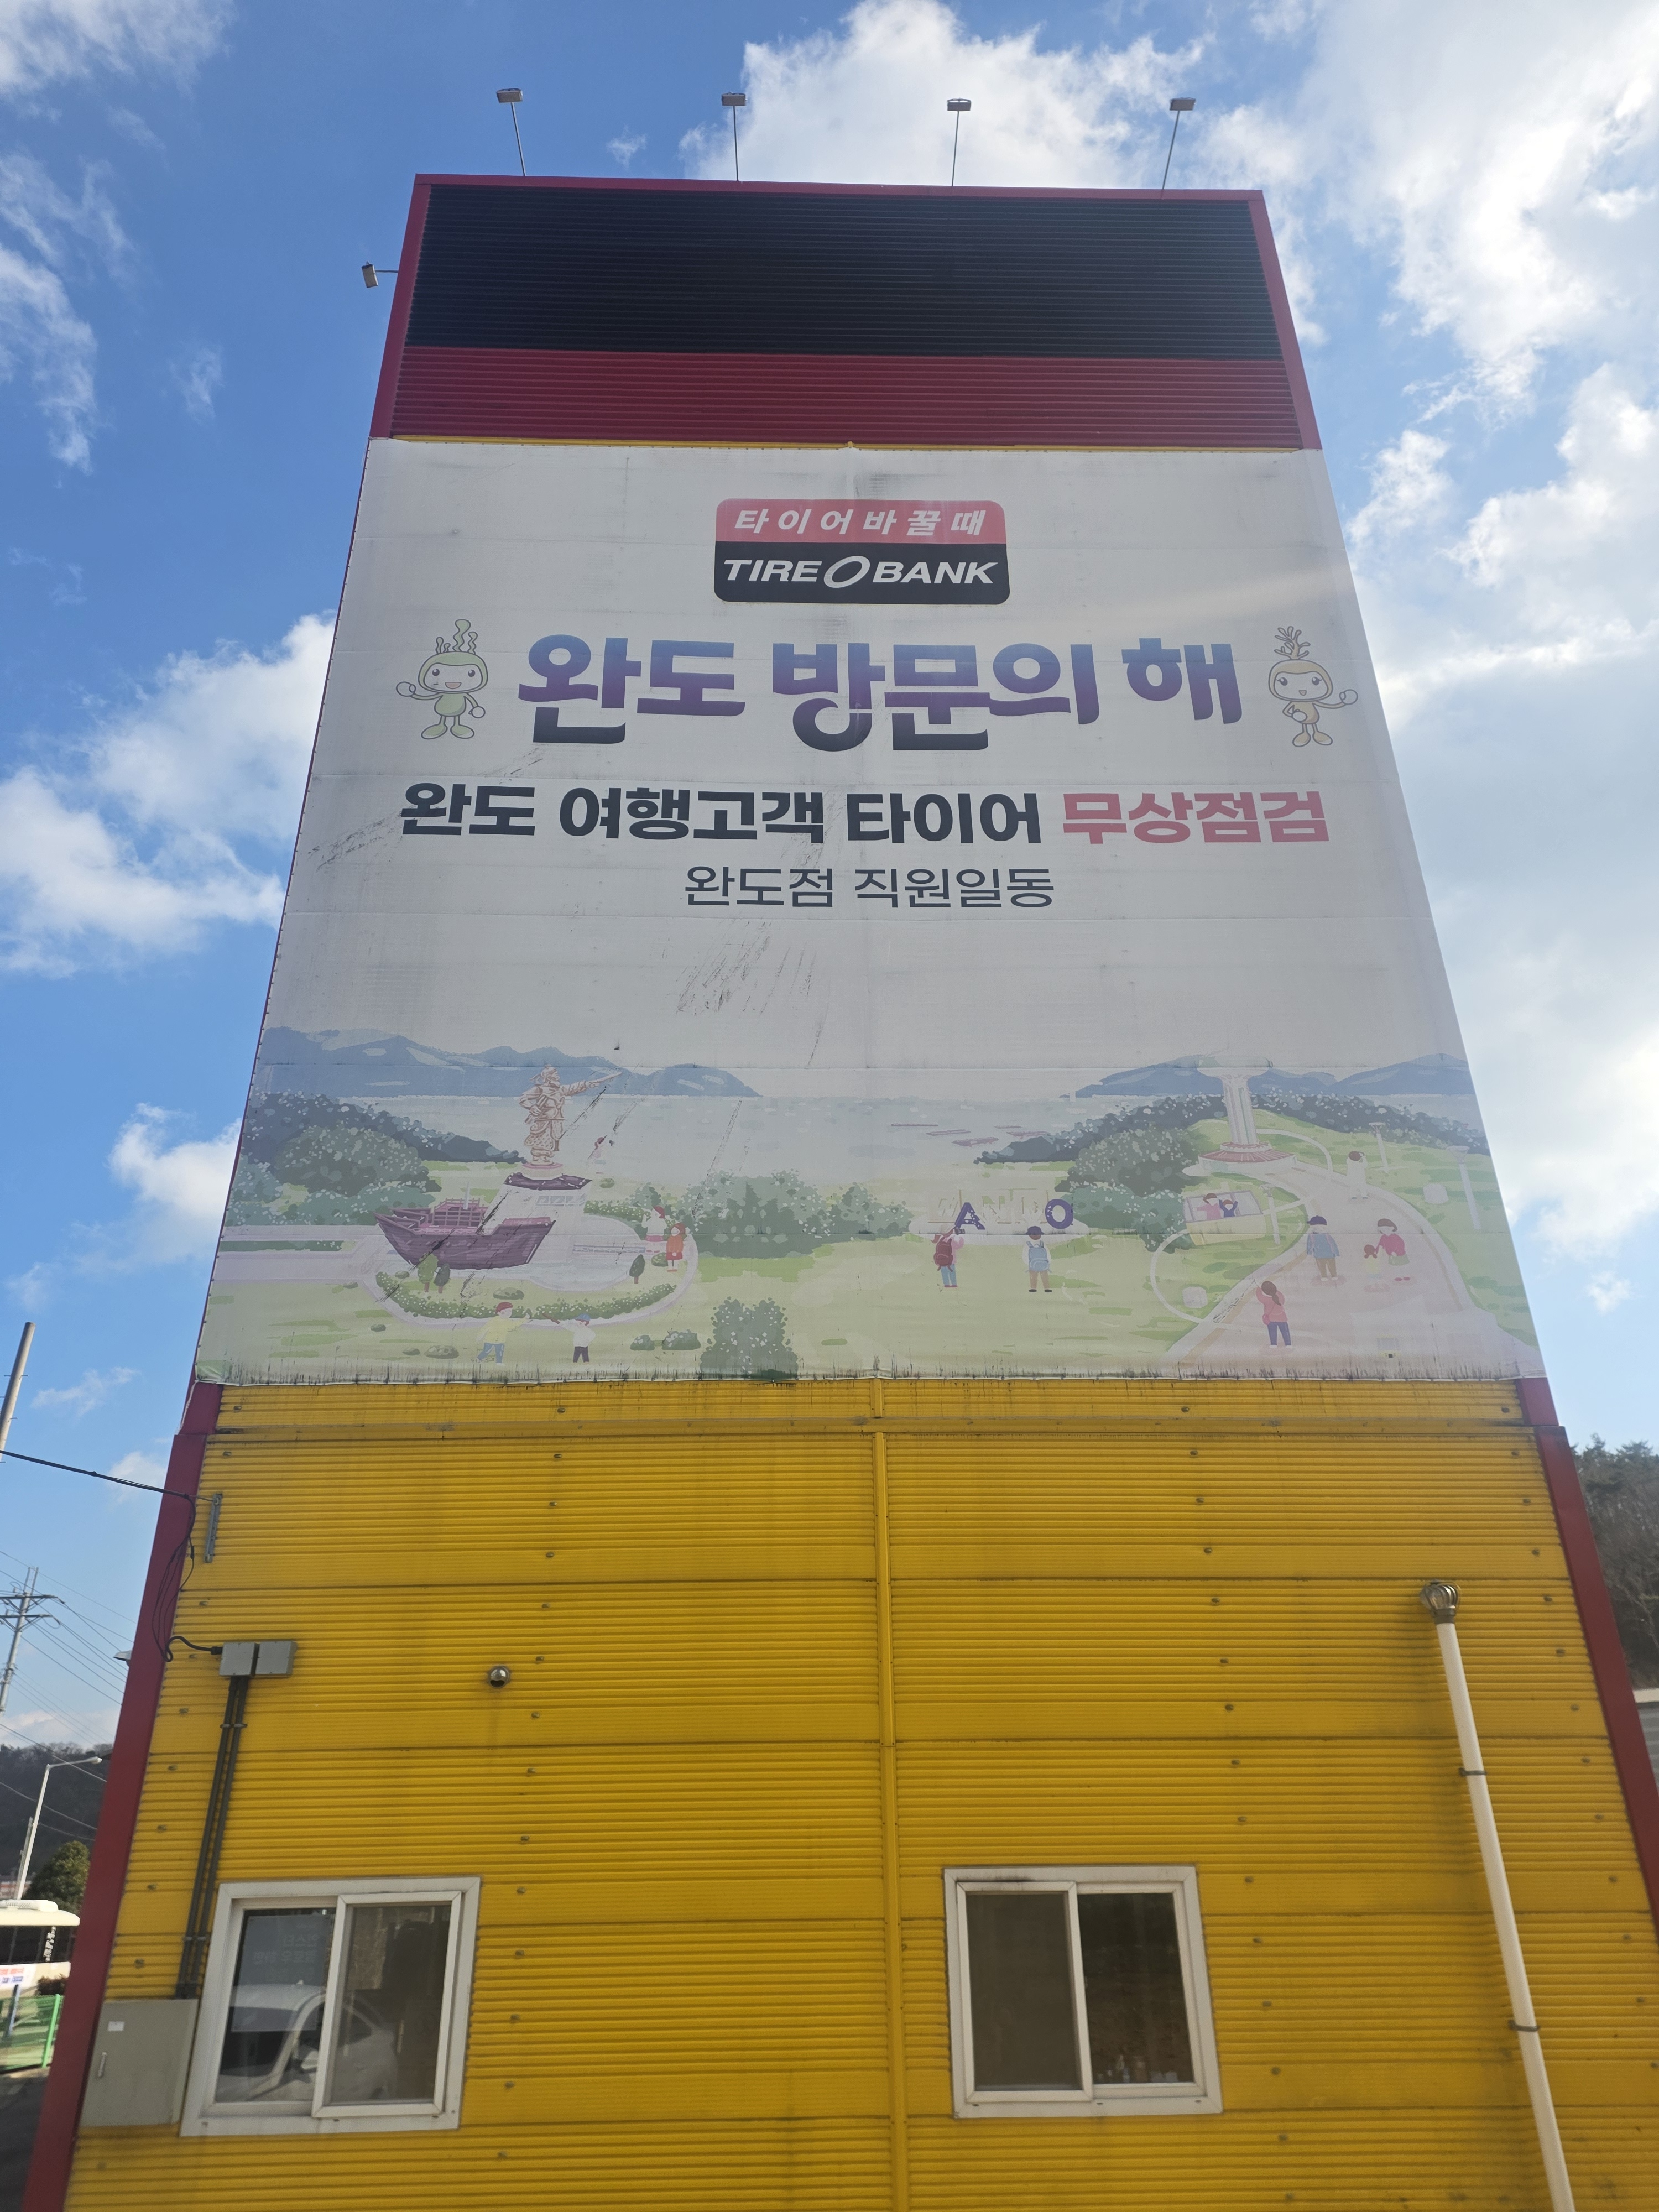 타이어바꿀때
TIRE BANK
완도 방문의 해
완도 여행고객 타이어 무상점검
완도점 직원일동